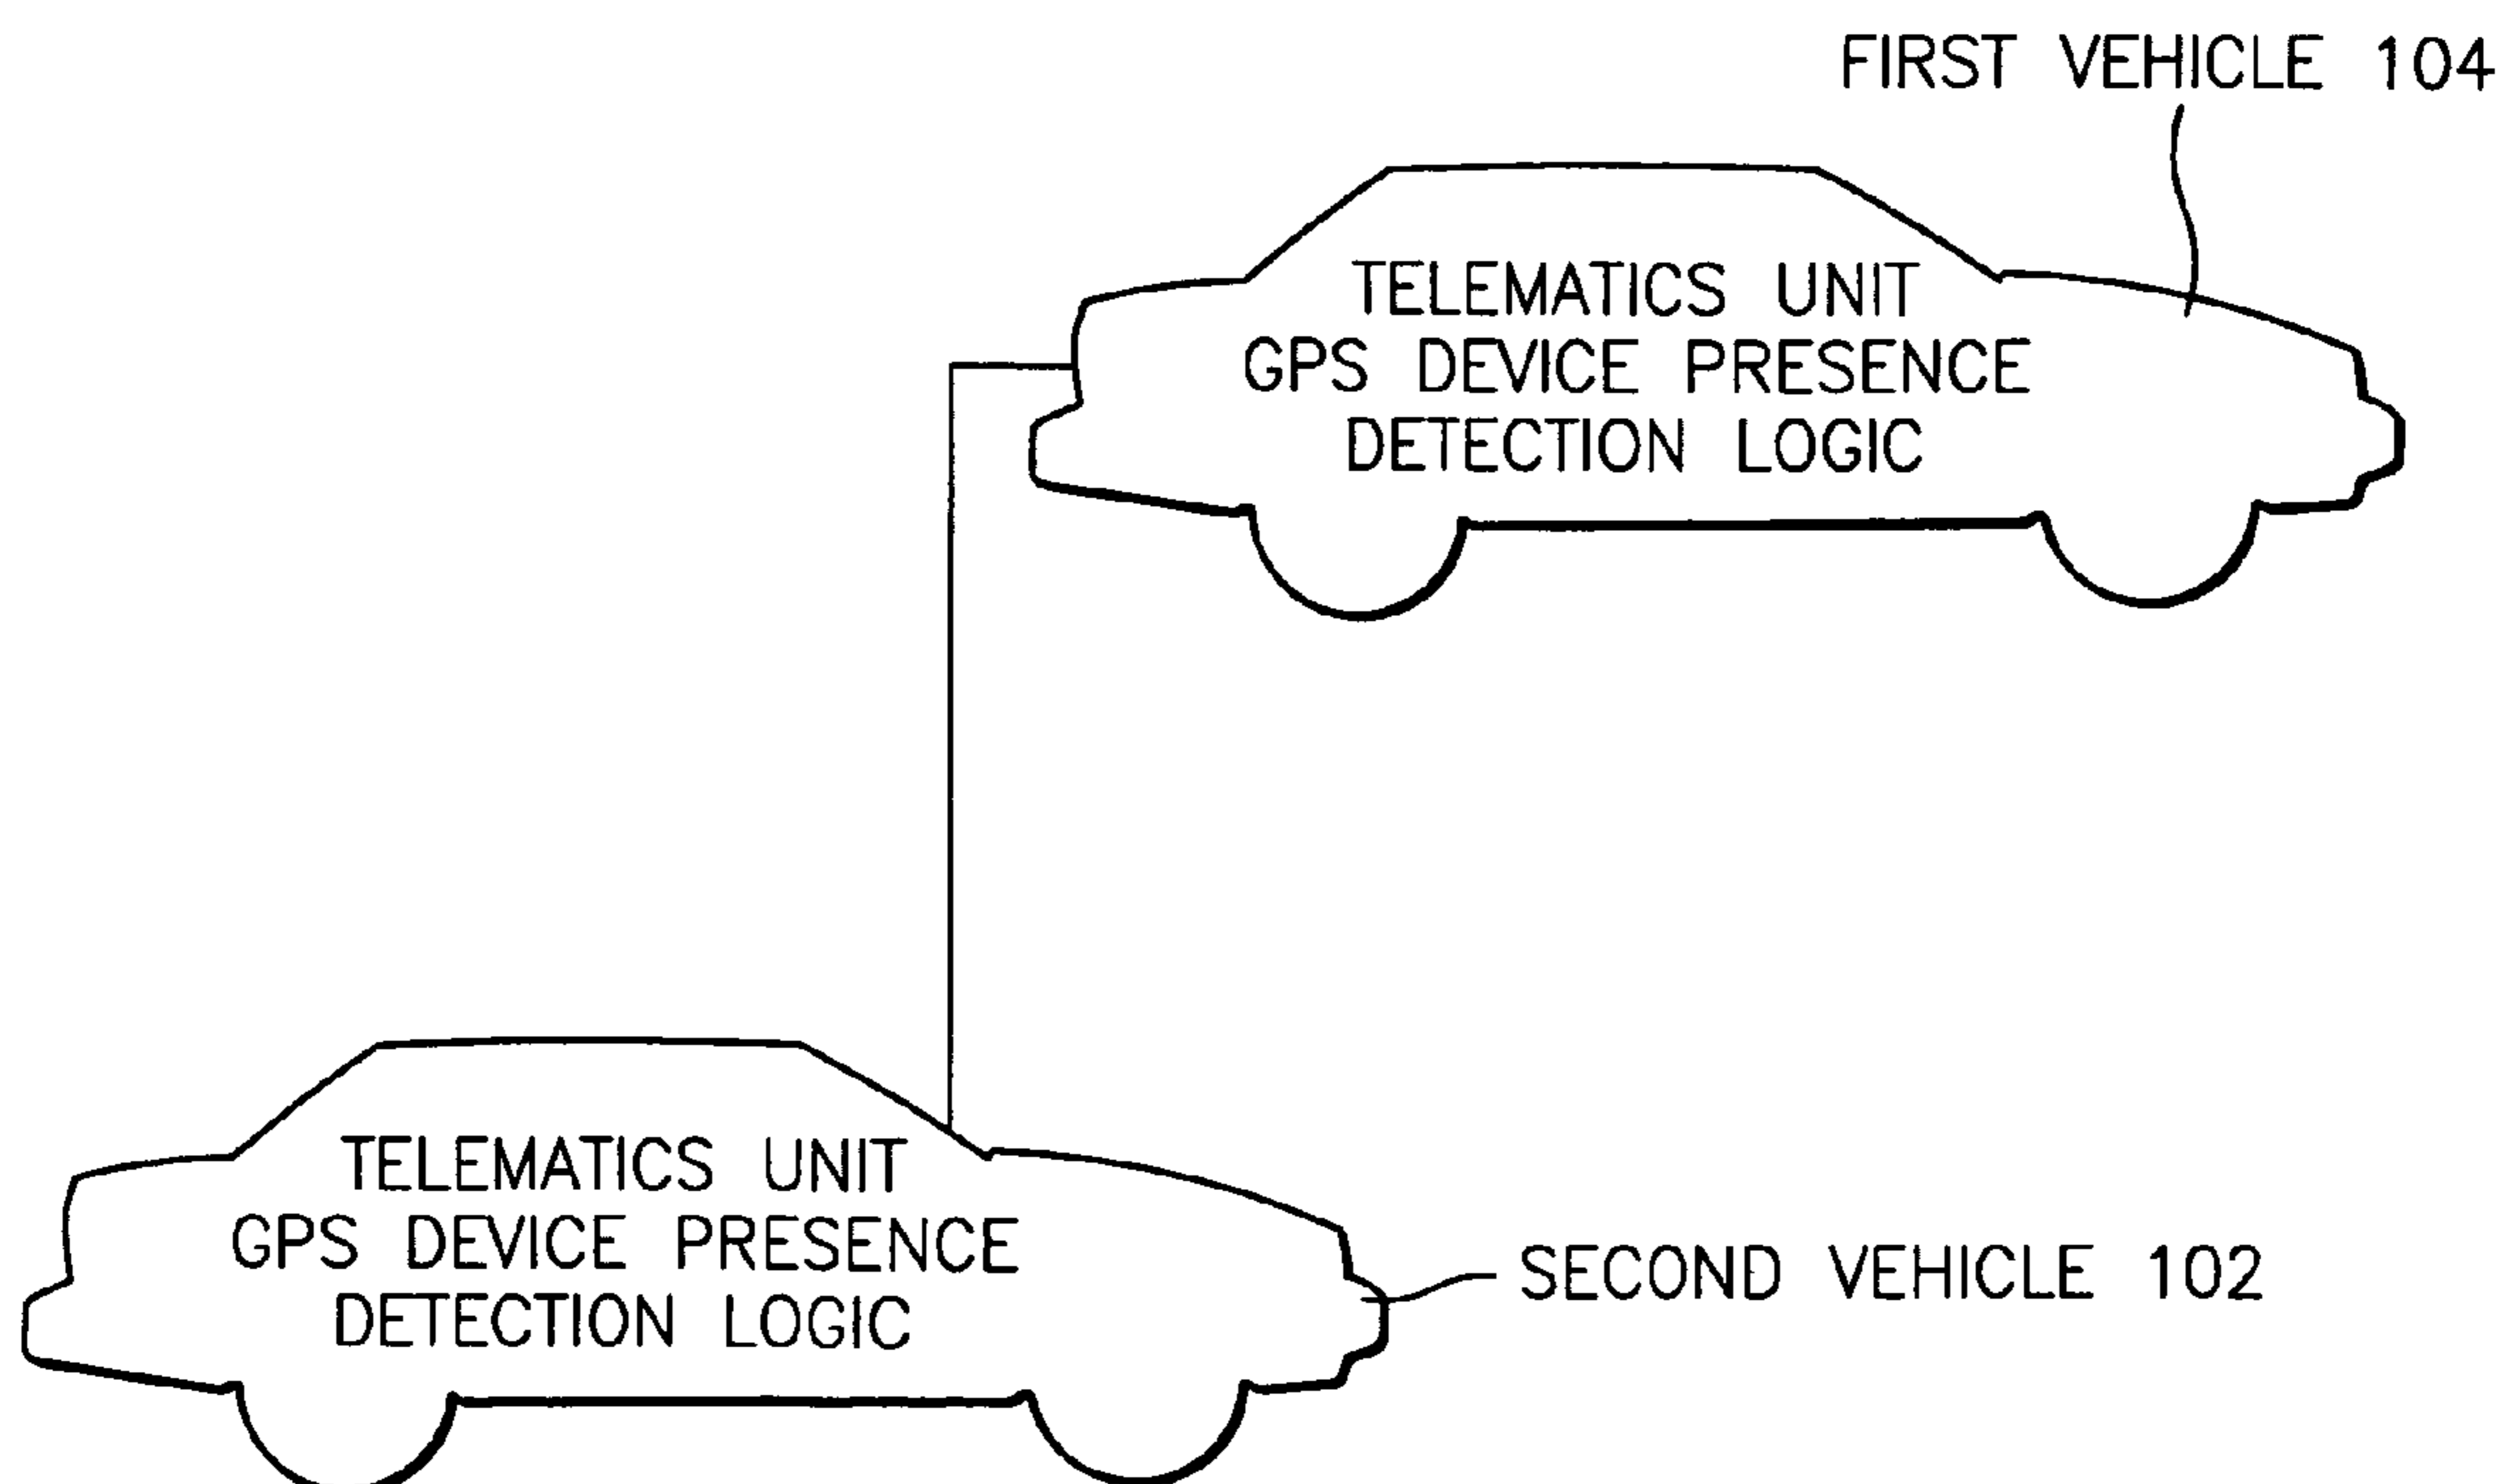 FIRST VEHICLE 104
TELEMATICS UNIT
GPS DEVICE PRESENCE
DETECTION LOGIC
TELEMATICS UNIT
GPS DEVICE PRESENCE
DETECTION LOGIC
SECOND VEHICLE 102